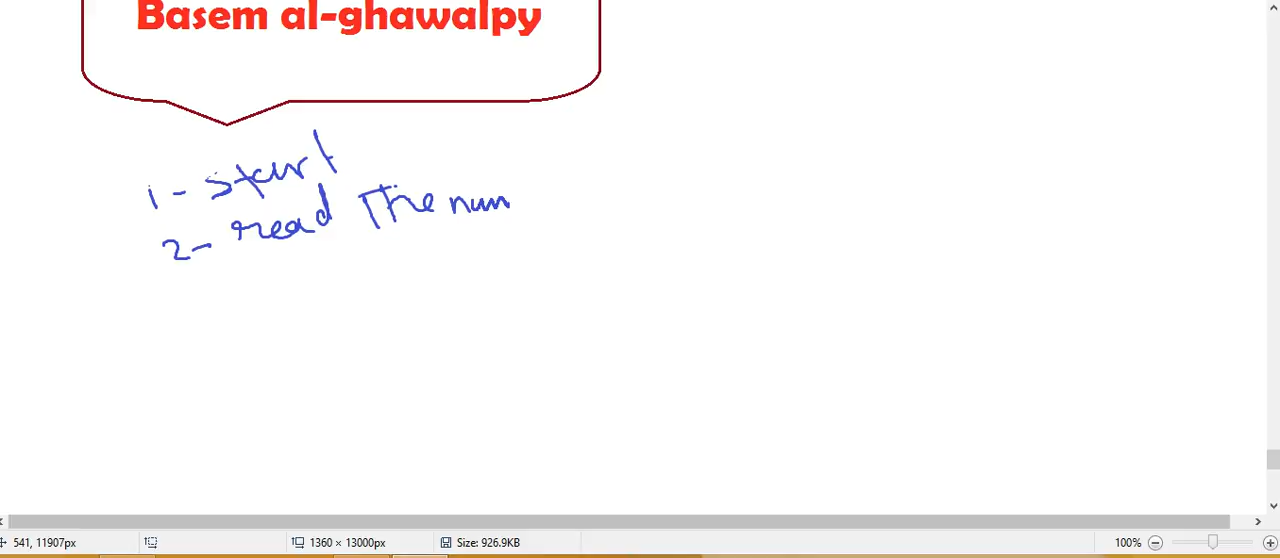 Basem al-ghawalpy
1- start
2- read The num
541, 11907px
1360 × 13000px
Size: 926.9KB
100%